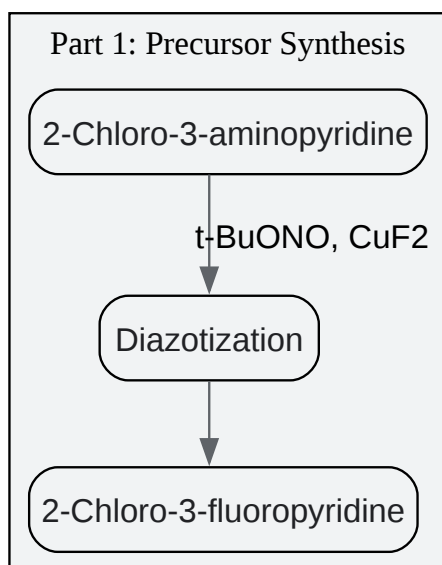 Part 1: Precursor Synthesis
2-Chloro-3-aminopyridine
t-BuONO, CuF2
Diazotization
2-Chloro-3-fluoropyridine